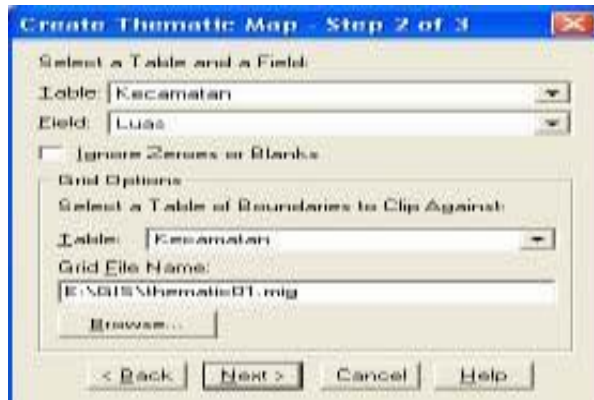 Create Thematic Map - Step 2 of 3
Select a Table and a Field:
Table: Kecamatan
Field: Luas
Ignore Zeroes or Blanks
Grid Options
Select a Table of Boundaries to Clip Against:
Table: Kecamatan
Grid File Name:
E:\GIS\thematic01.mig
Browse...
< Back Next > Cancel Help